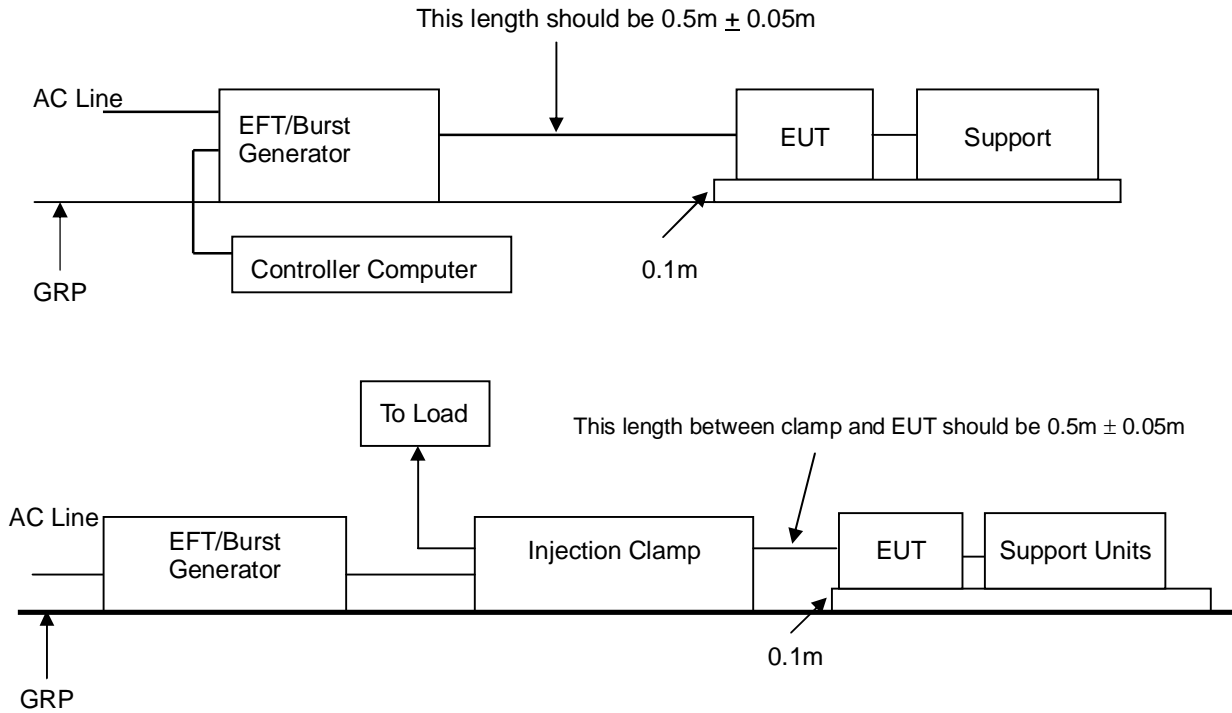 This length should be 0.5m ± 0.05m
AC Line
EFT/Burst
Generator
EUT
Support
Controller Computer
0.1m
GRP
To Load
This length between clamp and EUT should be 0.5m ± 0.05m
AC Line
EFT/Burst
Generator
Injection Clamp
EUT
Support Units
0.1m
GRP